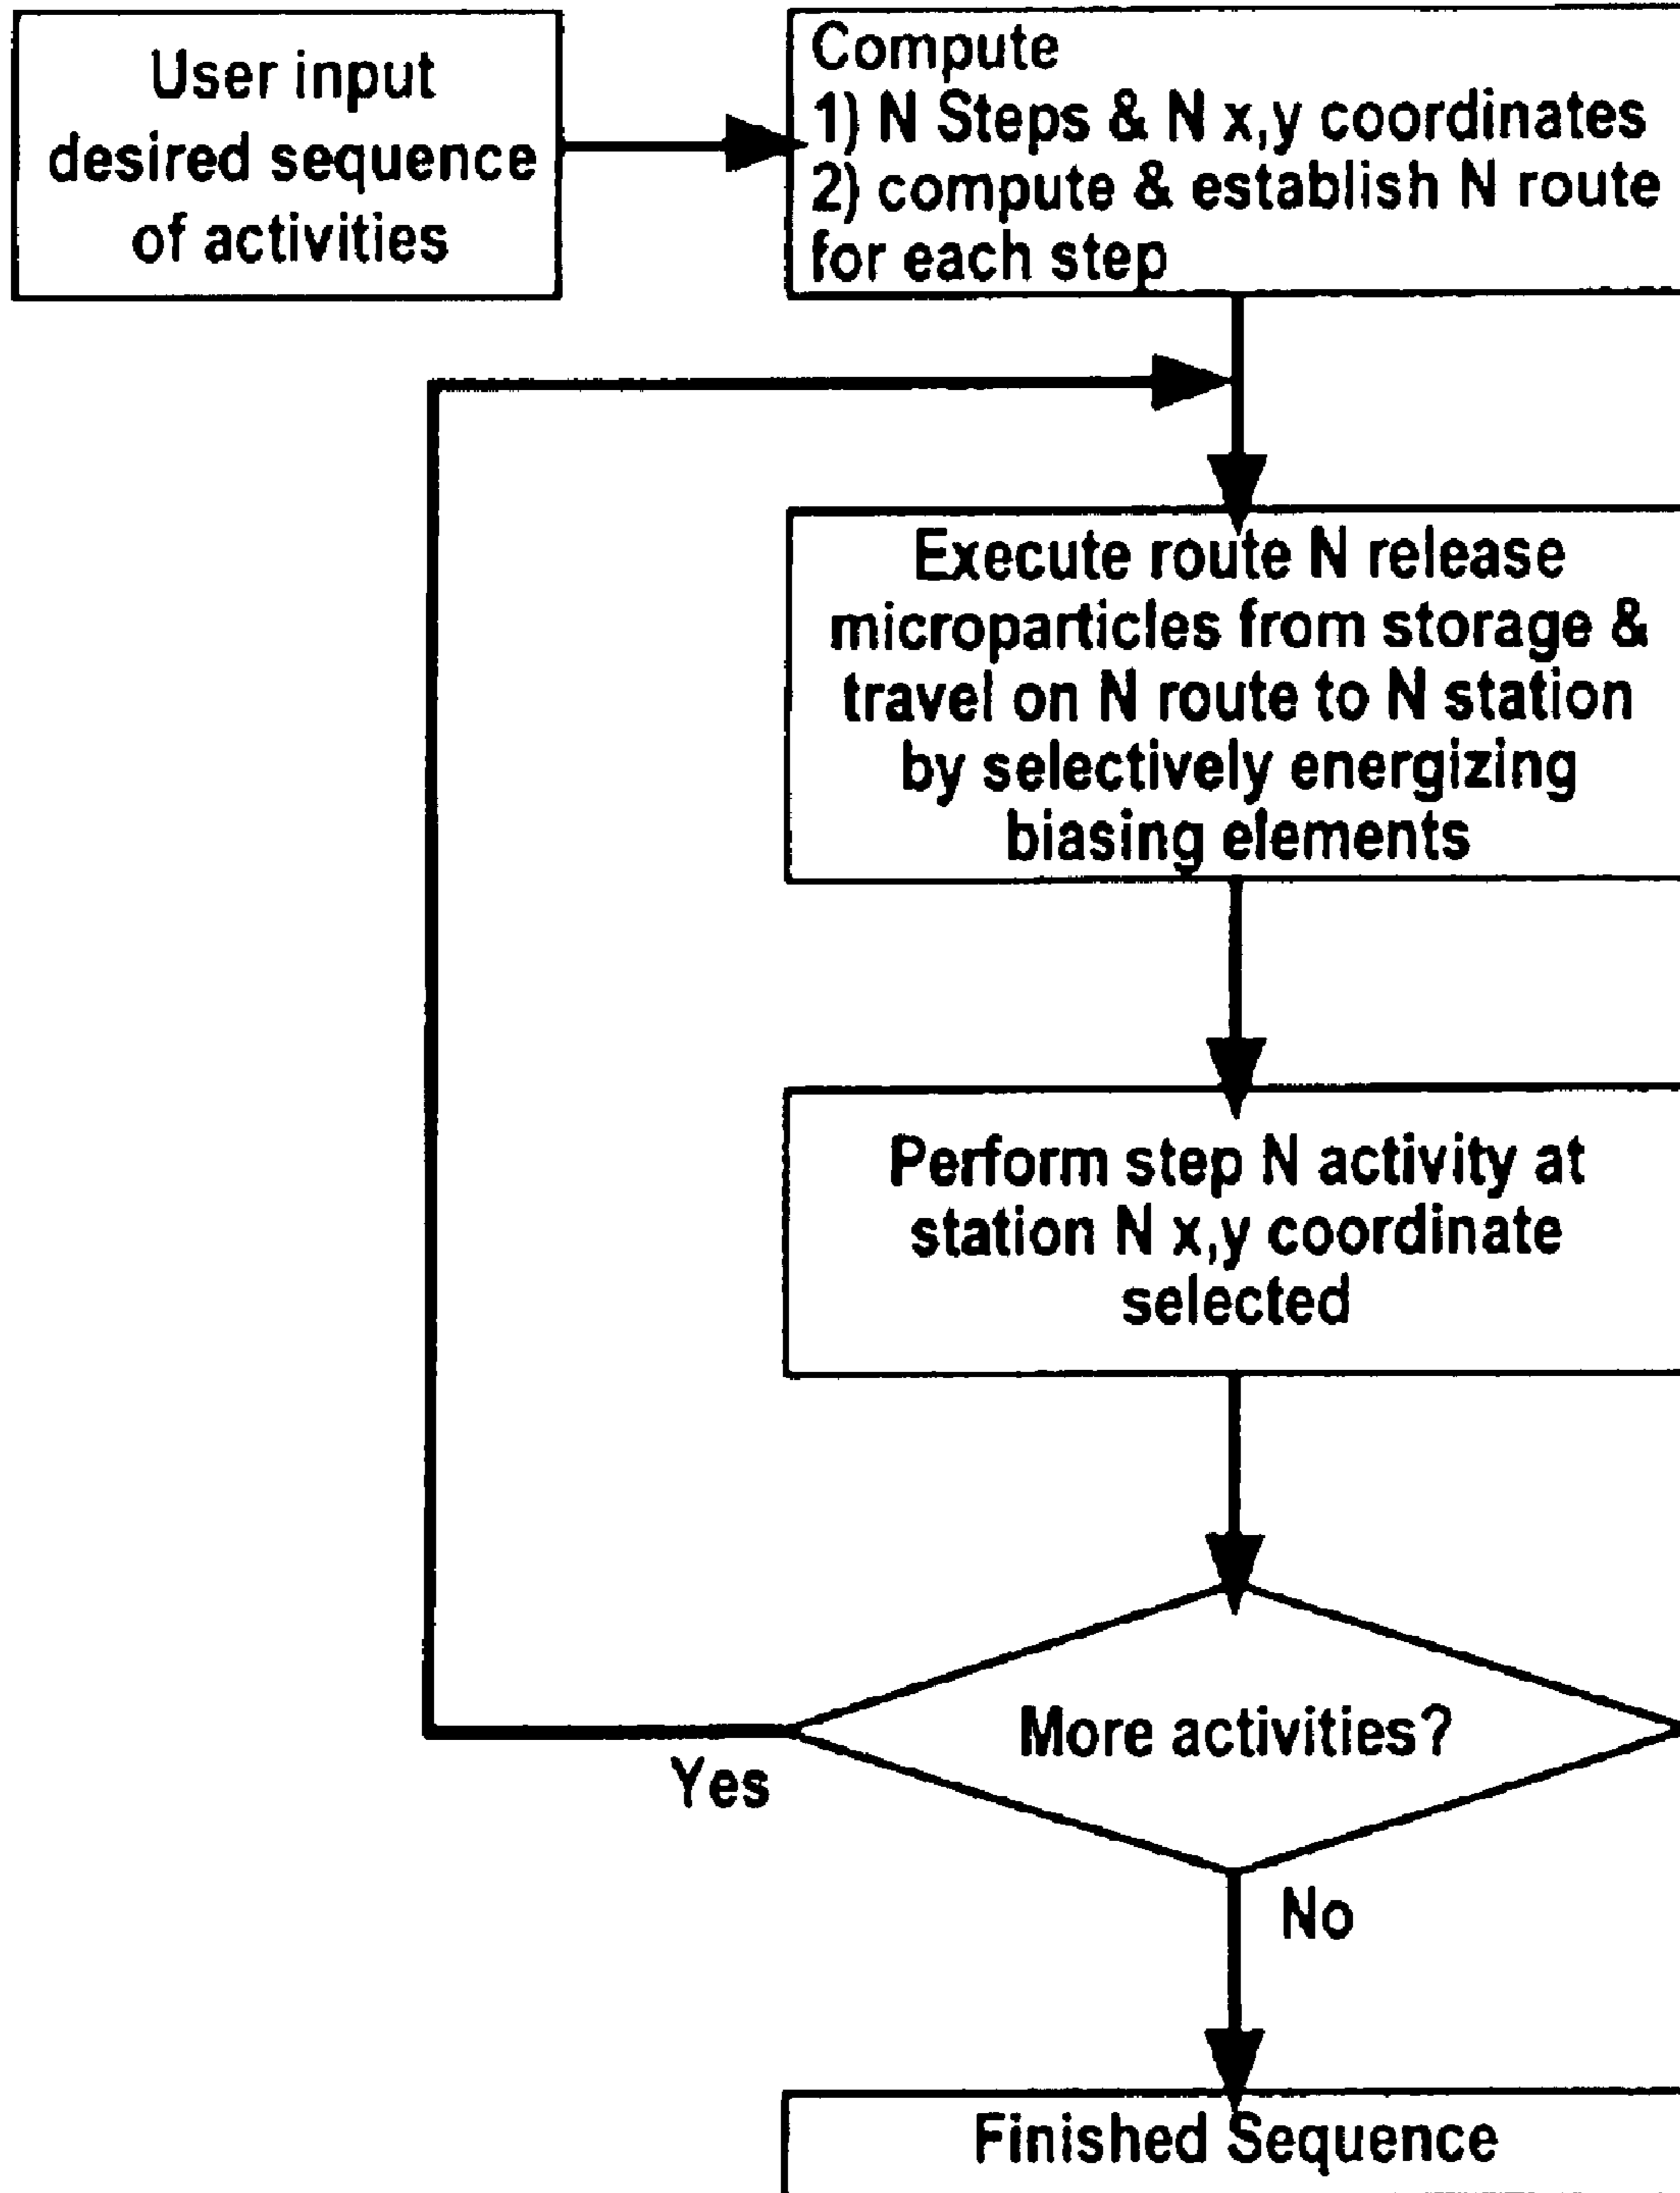 User input
desired sequence
of activities
Compute
1) N Steps & N x,y coordinates
2) compute & establish N route
for each step
Execute route N release
microparticles from storage &
travel on N route to N station
by selectively energizing
biasing elements
Perform step N activity at
station N x,y coordinate
selected
More activities?
Yes
No
Finished Sequence